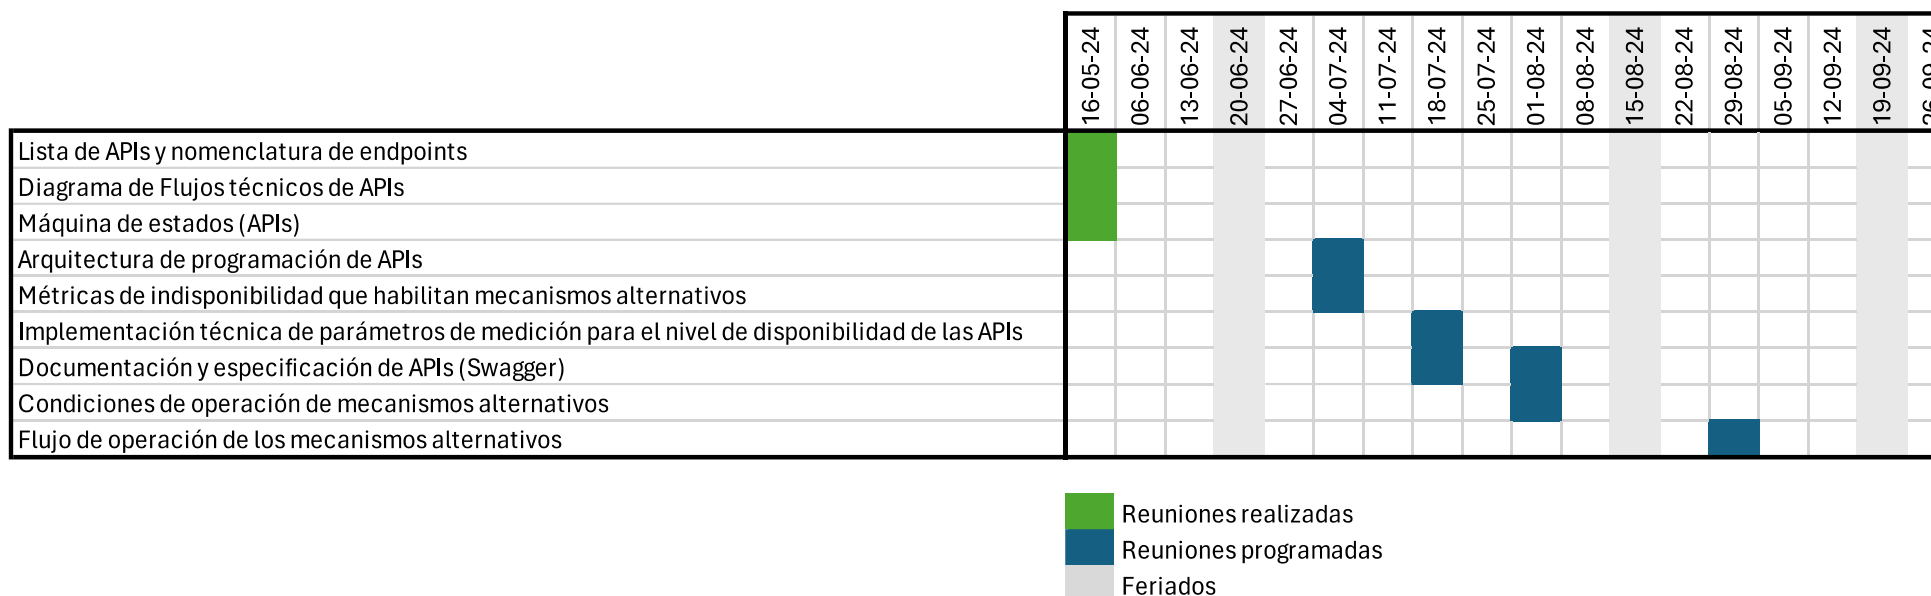 16-05-24
06-06-24
13-06-24
20-06-24
27-06-24
04-07-24
11-07-24
18-07-24
25-07-24
01-08-24
08-08-24
15-08-24
22-08-24
29-08-24
05-09-24
12-09-24
19-09-24
26-09-24
Lista de APIs y nomenclatura de endpoints
Diagrama de Flujos técnicos de APIs
Máquina de estados (APIs)
Arquitectura de programación de APIs
Métricas de indisponibilidad que habilitan mecanismos alternativos
Implementación técnica de parámetros de medición para el nivel de disponibilidad de las APIs
Documentación y especificación de APIs (Swagger)
Condiciones de operación de mecanismos alternativos
Flujo de operación de los mecanismos alternativos
Reuniones realizadas
Reuniones programadas
Feriados